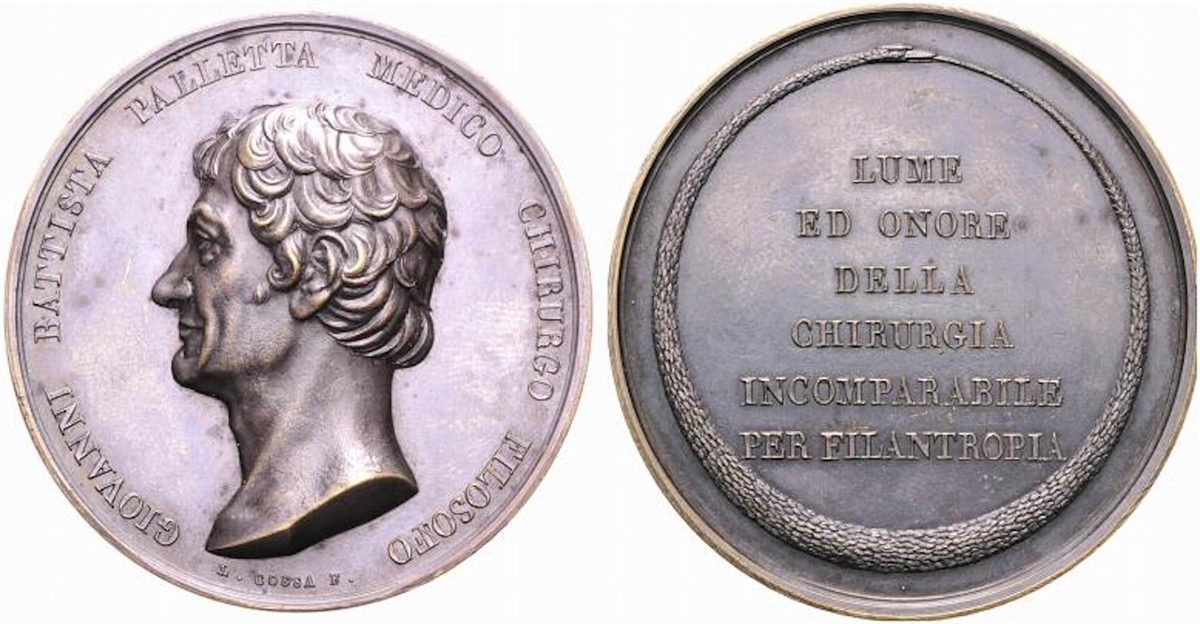 GIOVANNI BATTISTA PALLETTA MEDICO CHIRURGO FILOSOFO
L. COSSA F.
LUME
ED ONORE
DELLA
CHIRURGIA
INCOMPARABILE
PER FILANTROPIA